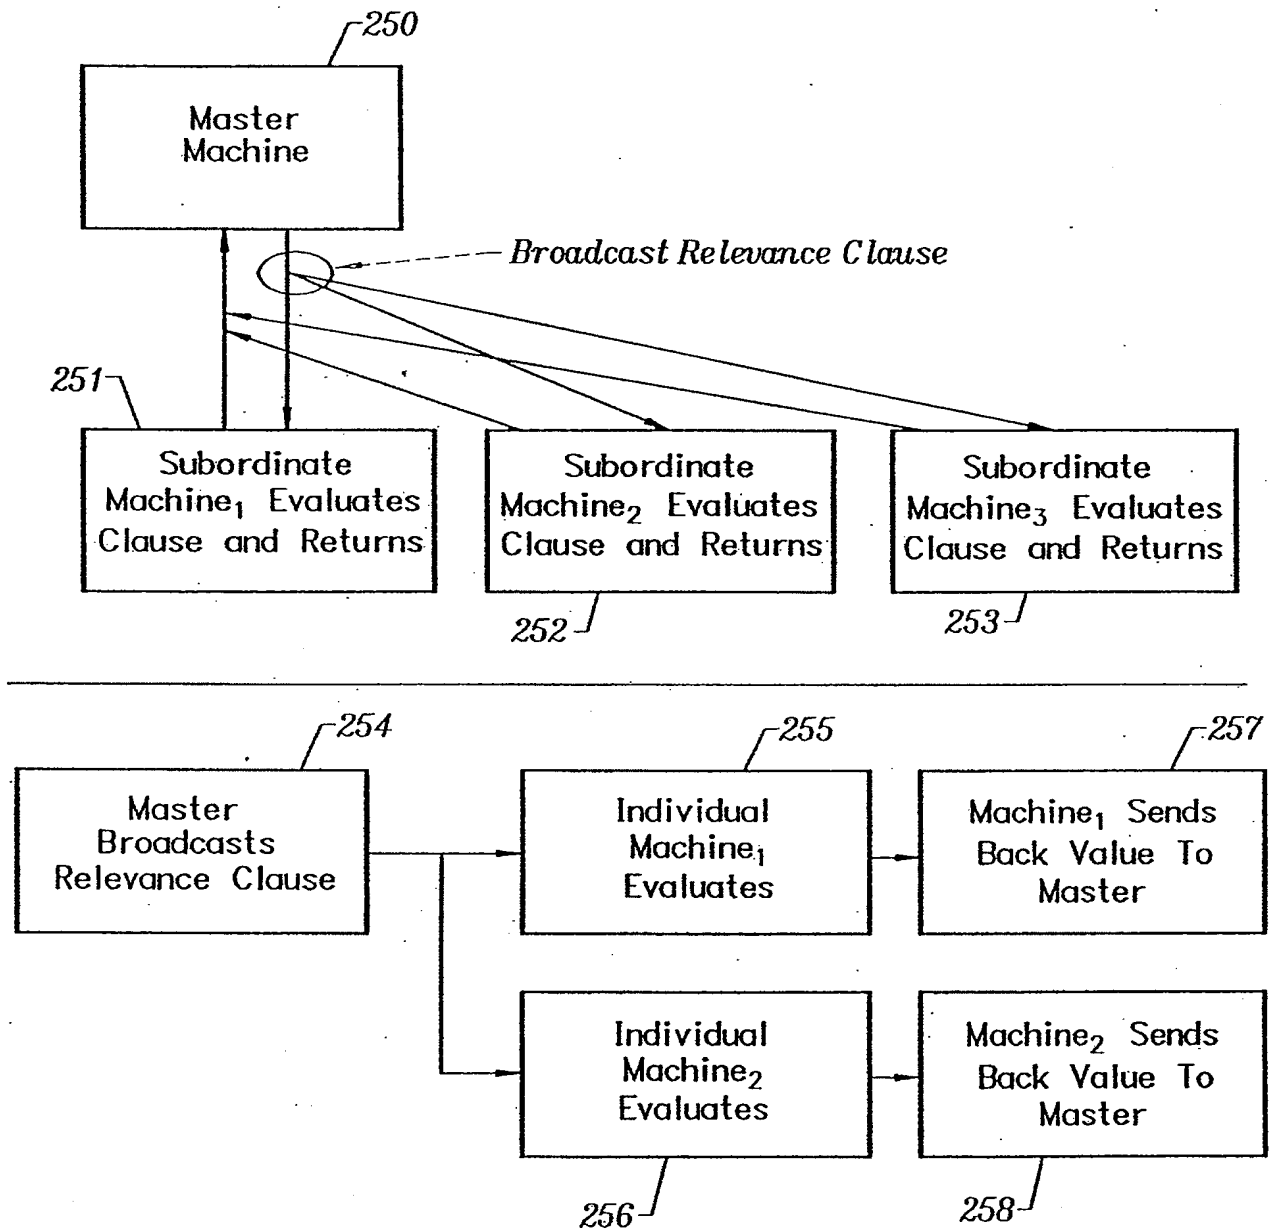 250
Master
Machine
Broadcast Relevance Clause
251
Subordinate
Machine₁ Evaluates
Clause and Returns
Subordinate
Machine₂ Evaluates
Clause and Returns
Subordinate
Machine₃ Evaluates
Clause and Returns
252
253
254
255
257
Master
Broadcasts
Relevance Clause
Individual
Machine₁
Evaluates
Machine₁ Sends
Back Value To
Master
Individual
Machine₂
Evaluates
Machine₂ Sends
Back Value To
Master
256
258